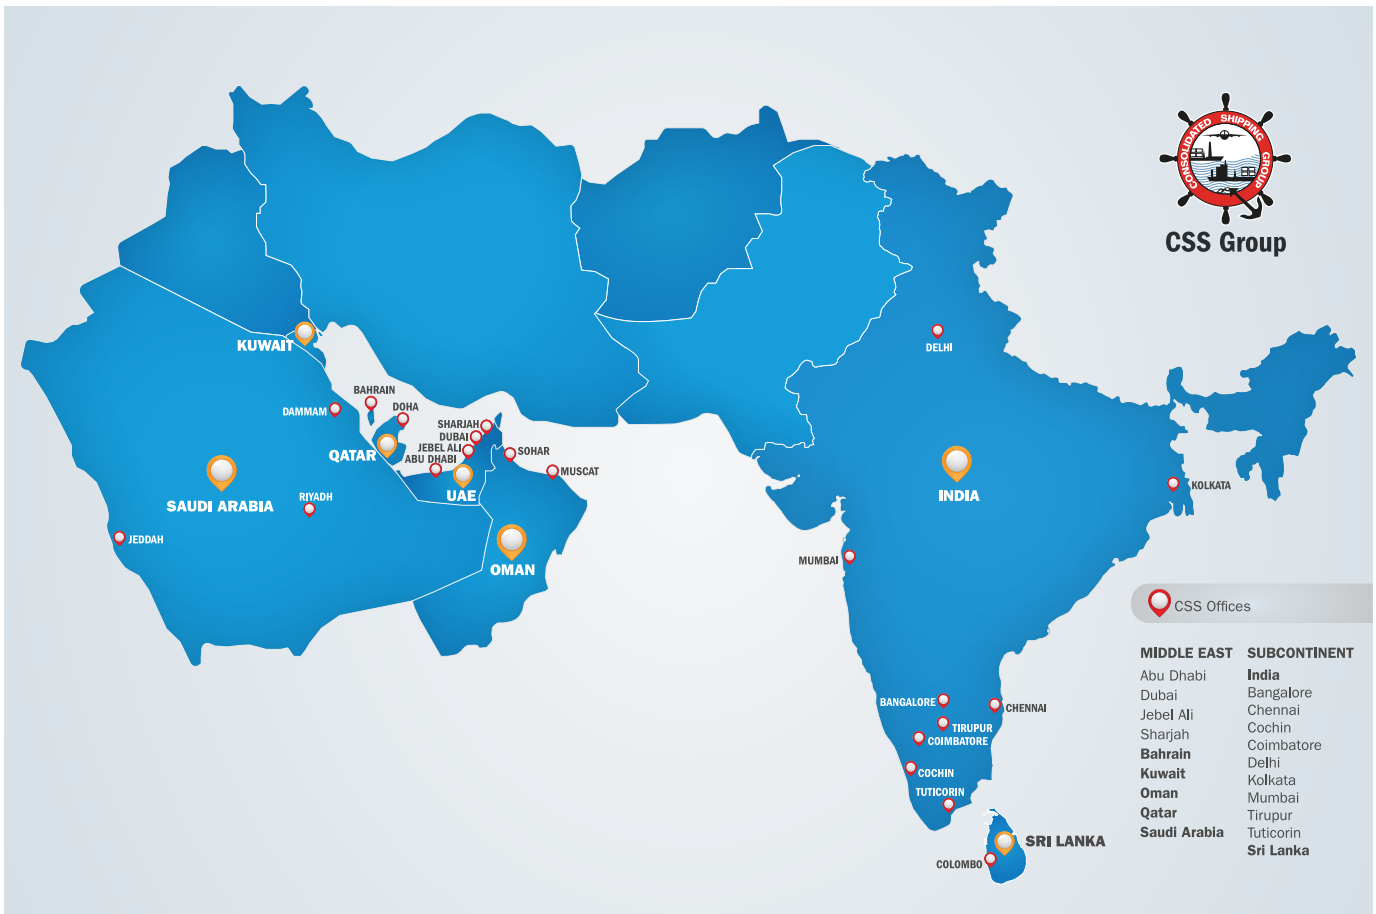 CONSOLIDATED SHIPPING GROUP
CSS Group
KUWAIT
DELHI
BAHRAIN
DAMMAM
DOHA
SHARJAH
DUBAI
QATAR
JEBEL ALI
SOHAR
ABU DHABI
MUSCAT
UAE
SAUDI ARABIA
RIYADH
INDIA
KOLKATA
JEDDAH
OMAN
MUMBAI
CSS Offices
MIDDLE EAST
Abu Dhabi
Dubai
Jebel Ali
Sharjah
Bahrain
Kuwait
Oman
Qatar
Saudi Arabia
SUBCONTINENT
India
Bangalore
Chennai
Cochin
Coimbatore
Delhi
Kolkata
Mumbai
Tirupur
Tuticorin
Sri Lanka
BANGALORE
CHENNAI
TIRUPUR
COIMBATORE
COCHIN
TUTICORIN
SRI LANKA
COLOMBO